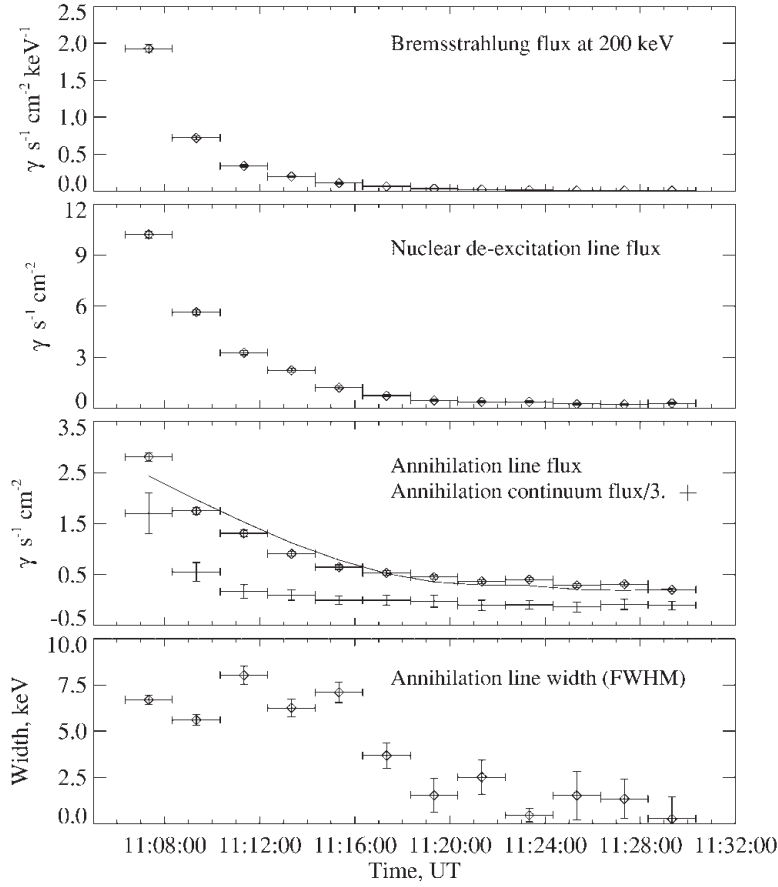 2.5
2.0
1.5
1.0
0.5
0.0
γ s⁻¹ cm⁻² keV⁻¹
Bremsstrahlung flux at 200 keV
12
9
6
3
0
γ s⁻¹ cm⁻²
Nuclear de-excitation line flux
3.5
2.5
1.5
0.5
-0.5
γ s⁻¹ cm⁻²
Annihilation line flux
Annihilation continuum flux/3.
10.0
7.5
5.0
2.5
0.0
Width, keV
Annihilation line width (FWHM)
11:08:00 11:12:00 11:16:00 11:20:00 11:24:00 11:28:00 11:32:00
Time, UT